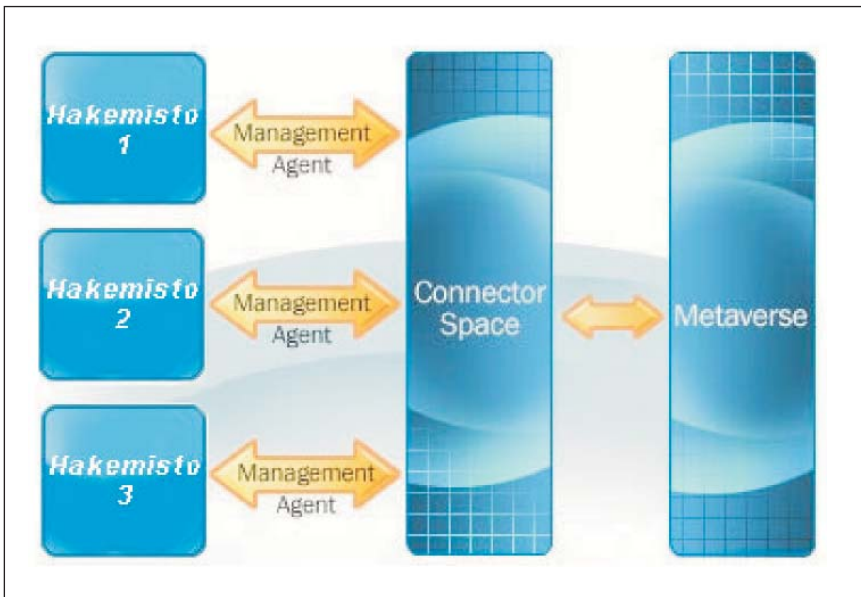 Hakemisto
1
Management
Agent
Hakemisto
2
Management
Agent
Hakemisto
3
Management
Agent
Connector
Space
Metaverse